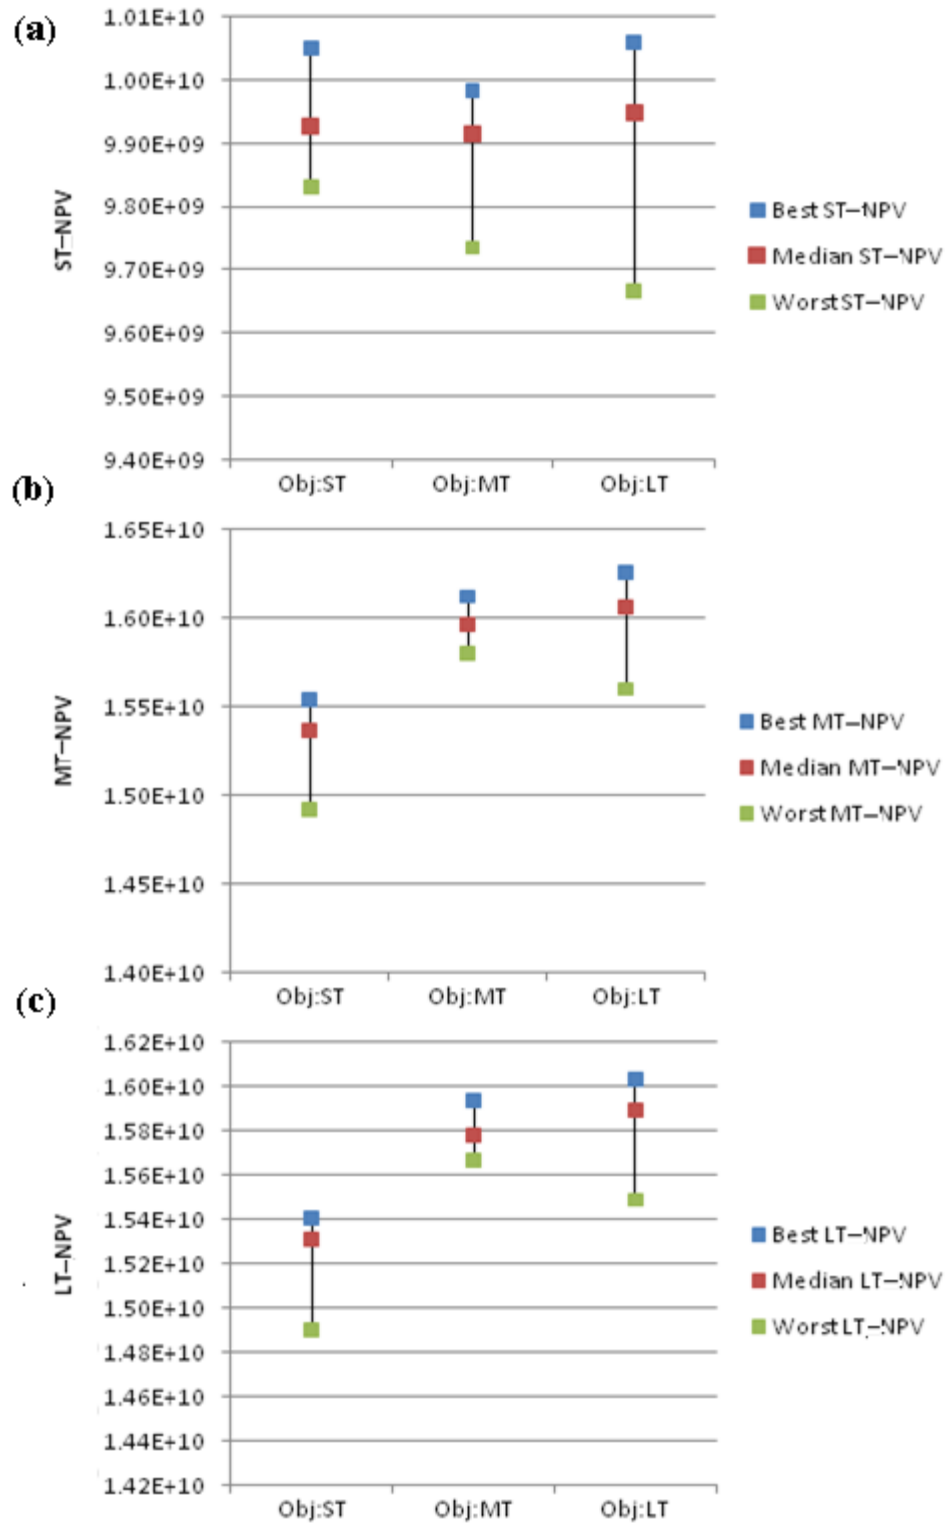 (a)
1.01E+10
1.00E+10
9.90E+09
9.80E+09
9.70E+09
9.60E+09
9.50E+09
9.40E+09
ST–NPV
Obj:ST Obj:MT Obj:LT
Best ST–NPV
Median ST–NPV
Worst ST–NPV
(b)
1.65E+10
1.60E+10
1.55E+10
1.50E+10
1.45E+10
1.40E+10
MT–NPV
Obj:ST Obj:MT Obj:LT
Best MT–NPV
Median MT–NPV
Worst MT–NPV
(c)
1.62E+10
1.60E+10
1.58E+10
1.56E+10
1.54E+10
1.52E+10
1.50E+10
1.48E+10
1.46E+10
1.44E+10
1.42E+10
LT–NPV
Obj:ST Obj:MT Obj:LT
Best LT–NPV
Median LT–NPV
Worst LT–NPV